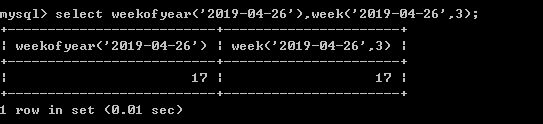 mysql> select weekofyear('2019-04-26'),week('2019-04-26',3);
+--------------------------+----------------------+
| weekofyear('2019-04-26') | week('2019-04-26',3) |
+--------------------------+----------------------+
|                       17 |                   17 |
+--------------------------+----------------------+
1 row in set (0.01 sec)